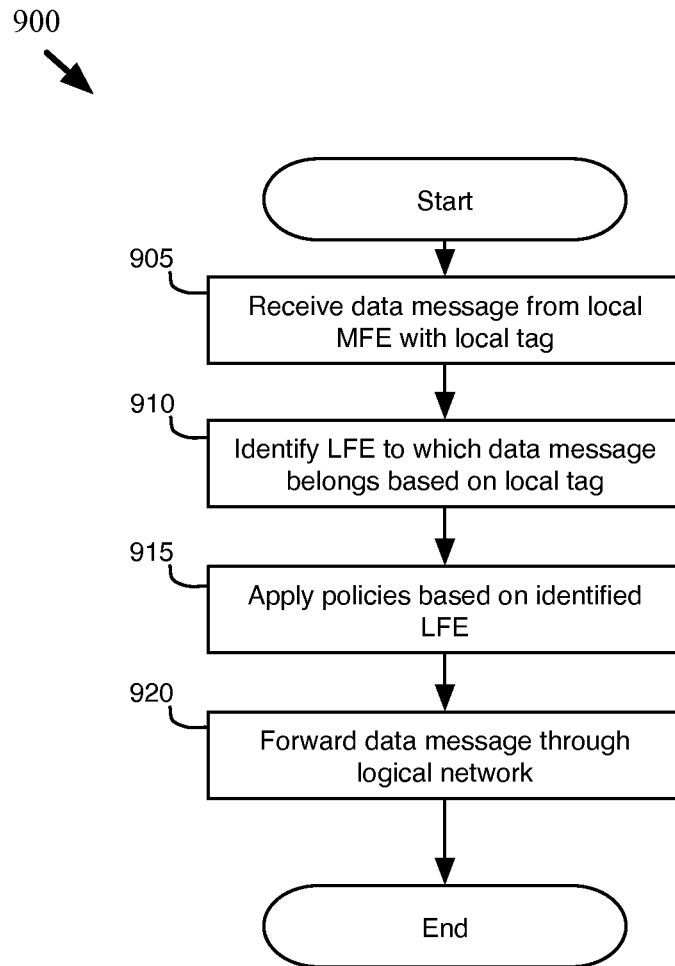 900
Start
905
Receive data message from local
MFE with local tag
910
Identify LFE to which data message
belongs based on local tag
915
Apply policies based on identified
LFE
920
Forward data message through
logical network
End